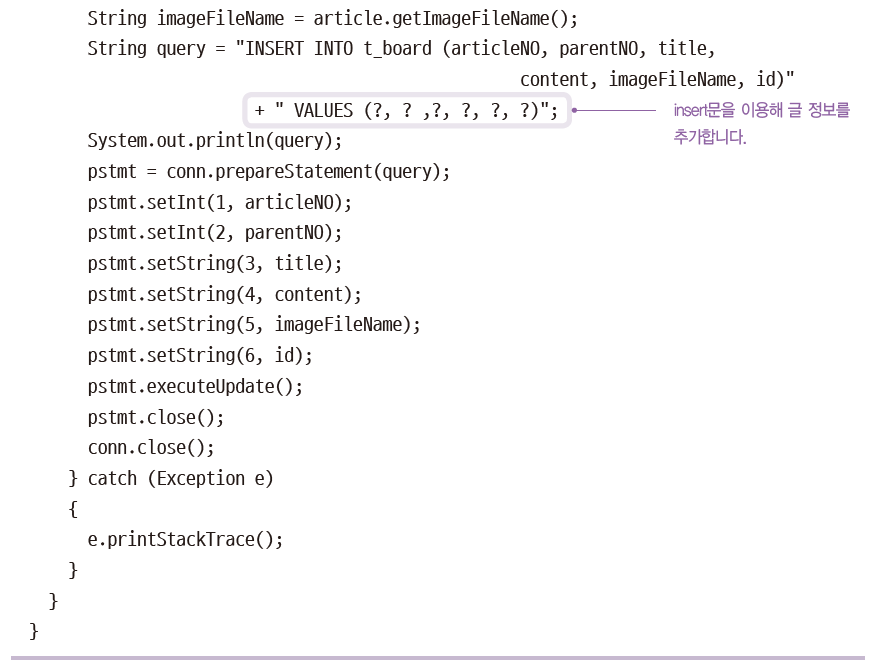 String imageFileName = article.getImageFileName();
String query = "INSERT INTO t_board (articleNO, parentNO, title,
content, imageFileName, id)"
+ " VALUES (?, ? ,?, ?, ?, ?)";
insert문을 이용해 글 정보를
추가합니다.
System.out.println(query);
pstmt = conn.prepareStatement(query);
pstmt.setInt(1, articleNO);
pstmt.setInt(2, parentNO);
pstmt.setString(3, title);
pstmt.setString(4, content);
pstmt.setString(5, imageFileName);
pstmt.setString(6, id);
pstmt.executeUpdate();
pstmt.close();
conn.close();
} catch (Exception e)
{
e.printStackTrace();
}
}
}